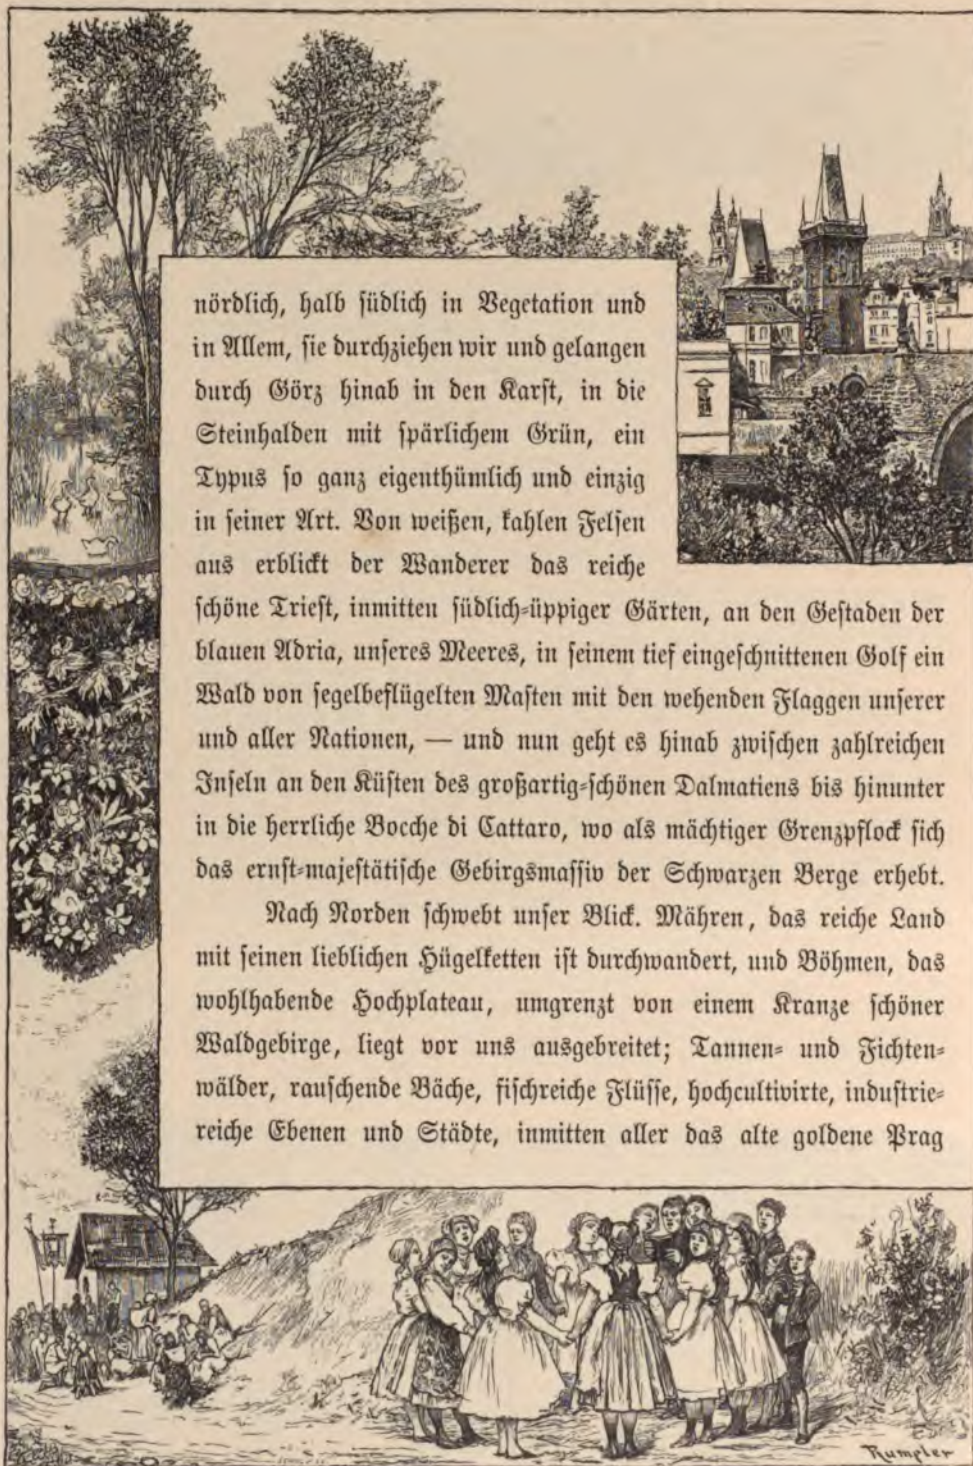 nördlich, halb südlich in Vegetation und
in Allem, sie durchziehen wir und gelangen
durch Görz hinab in den Karst, in die
Steinhalden mit spärlichem Grün, ein
Typus so ganz eigenthümlich und einzig
in seiner Art. Von weißen, kahlen Felsen
aus erblickt der Wanderer das reiche
schöne Triest, inmitten südlich-üppiger Gärten, an den Gestaden der
blauen Adria, unseres Meeres, in seinem tief eingeschnittenen Golf ein
Wald von segelbeflügelten Masten mit den wehenden Flaggen unserer
und aller Nationen, — und nun geht es hinab zwischen zahlreichen
Inseln an den Küsten des großartig-schönen Dalmatiens bis hinunter
in die herrliche Bocche di Cattaro, wo als mächtiger Grenzpflock sich
das ernst-majestätische Gebirgsmassiv der Schwarzen Berge erhebt.
Nach Norden schwebt unser Blick. Mähren, das reiche Land
mit seinen lieblichen Hügelketten ist durchwandert, und Böhmen, das
wohlhabende Hochplateau, umgrenzt von einem Kranze schöner
Waldgebirge, liegt vor uns ausgebreitet; Tannen- und Fichten-
wälder, rauschende Bäche, fischreiche Flüsse, hochcultivirte, industrie-
reiche Ebenen und Städte, inmitten aller das alte goldene Prag
Rumpler